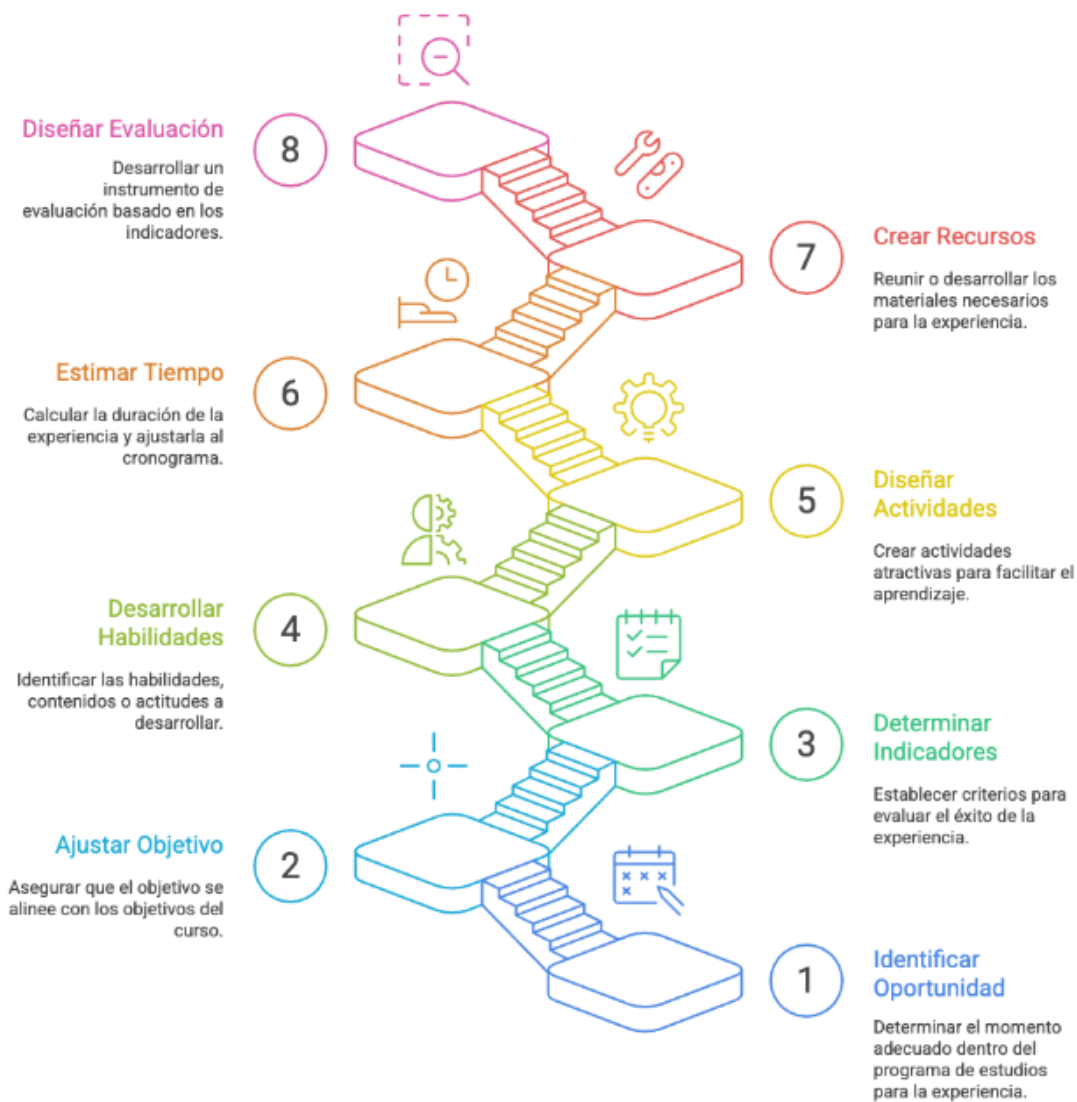 Diseñar Evaluación
8
Desarrollar un
instrumento de
evaluación basado en los
indicadores.
7
Crear Recursos
Reunir o desarrollar los
materiales necesarios
para la experiencia.
Estimar Tiempo
6
Calcular la duración de la
experiencia y ajustarla al
cronograma.
5
Diseñar
Actividades
Crear actividades
atractivas para facilitar el
aprendizaje.
Desarrollar
Habilidades
4
Identificar las habilidades,
contenidos o actitudes a
desarrollar.
3
Determinar
Indicadores
Establecer criterios para
evaluar el éxito de la
experiencia.
Ajustar Objetivo
2
Asegurar que el objetivo se
alinee con los objetivos del
curso.
1
Identificar
Oportunidad
Determinar el momento
adecuado dentro del
programa de estudios
para la experiencia.